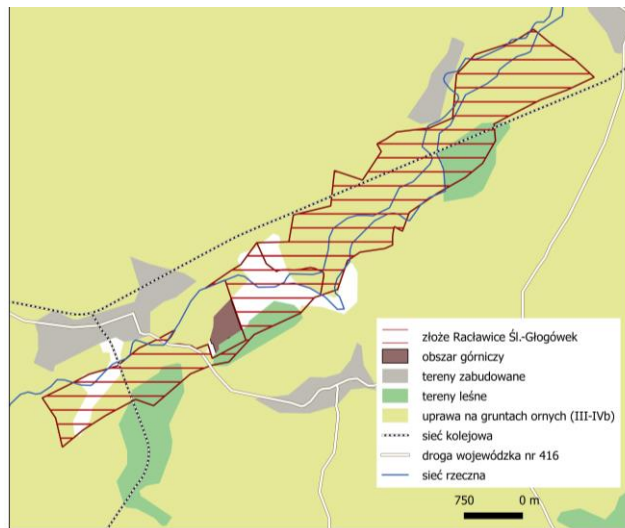 złoże Racławice Śl.-Głogówek
obszar górniczy
tereny zabudowane
tereny leśne
uprawa na gruntach ornych (III-IVb)
sieć kolejowa
droga wojewódzka nr 416
sieć rzeczna
750 0 m